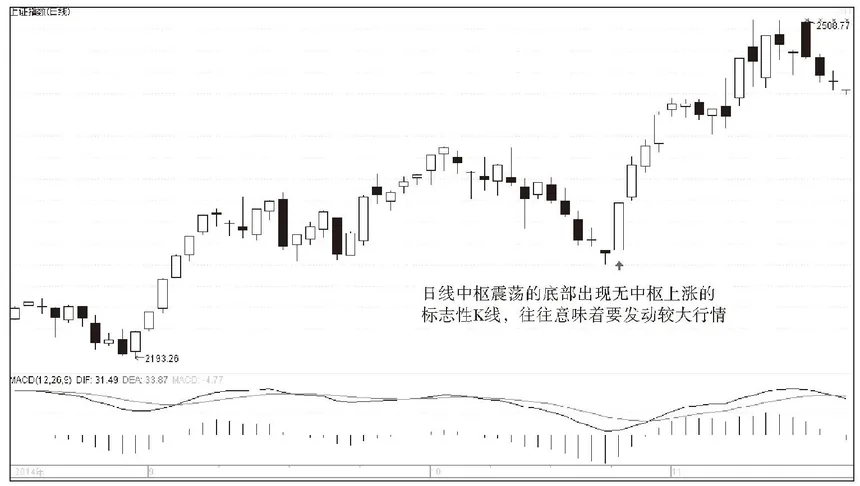 上证指数(日线)
2508.77
日线中枢震荡的底部出现无中枢上涨的
标志性K线，往往意味着要发动较大行情
2193.26
MACD(12,26,9) DIF: 31.49 DEA: 33.87 MACD: -4.77
2014年 9 10 11